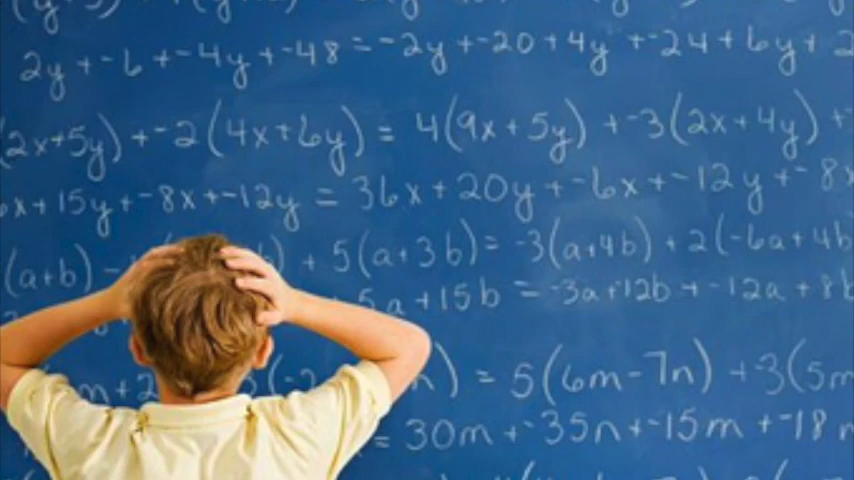 2y + -6 + -4y + -48 = -2y + -20 + 4y + -24 + 6y +
(2x+5y) + -2(4x+6y) = 4(9x+5y) + -3(2x+4y) +
x + 15y + -8x + -12y = 36x + 20y + -6x + -12y + -8x
(a+b) + 5(a+3b) = -3(a+4b) + 2(-6a+4b
5a + 15b = -3a+12b + -12a + 8b
= 5(6m-7n) + -3(5m
= 30m + -35n + -15m + -18